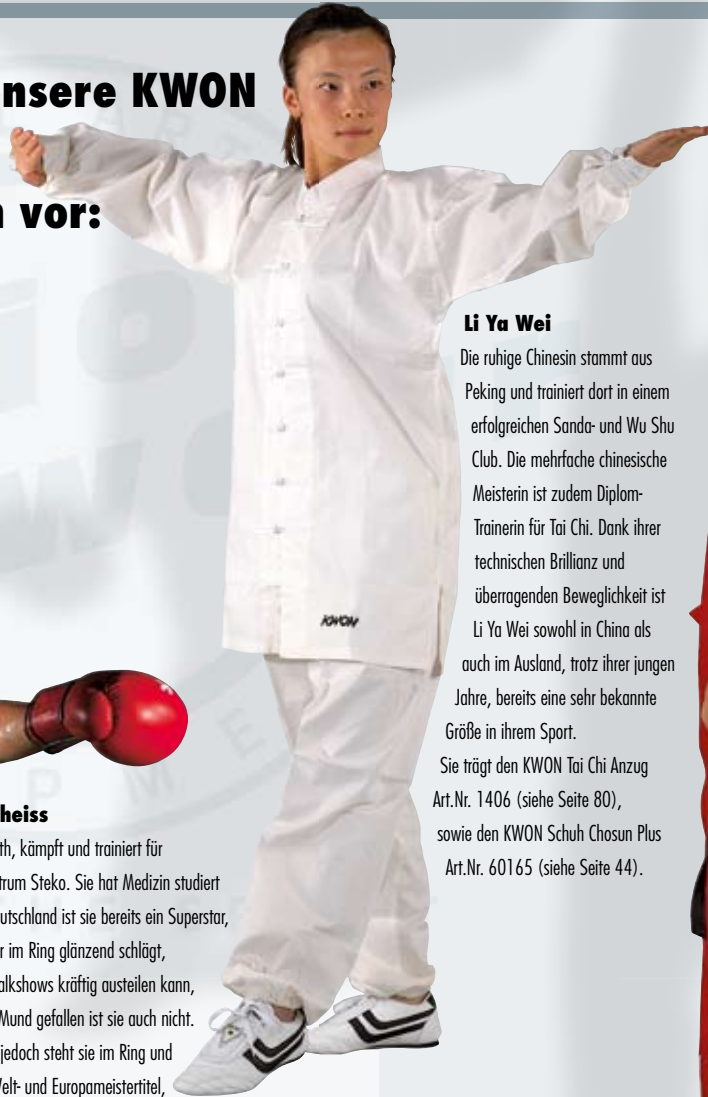 nsere KWON
vor:
Li Ya Wei
Die ruhige Chinesin stammt aus
Peking und trainiert dort in einem
erfolgreichen Sanda- und Wu Shu
Club. Die mehrfache chinesische
Meisterin ist zudem Diplom-
Trainerin für Tai Chi. Dank ihrer
technischen Brillianz und
überragenden Beweglichkeit ist
Li Ya Wei sowohl in China als
auch im Ausland, trotz ihrer jungen
Jahre, bereits eine sehr bekannte
Größe in ihrem Sport.
Sie trägt den KWON Tai Chi Anzug
Art.Nr. 1406 (siehe Seite 80),
sowie den KWON Schuh Chosun Plus
Art.Nr. 60165 (siehe Seite 44).
KWON
heiss
th, kämpft und trainiert für
trum Steko. Sie hat Medizin studiert
utschland ist sie bereits ein Superstar,
r im Ring glänzend schlägt,
alkshows kräftig austeilen kann,
Mund gefallen ist sie auch nicht.
jedoch steht sie im Ring und
Welt- und Europameistertitel,